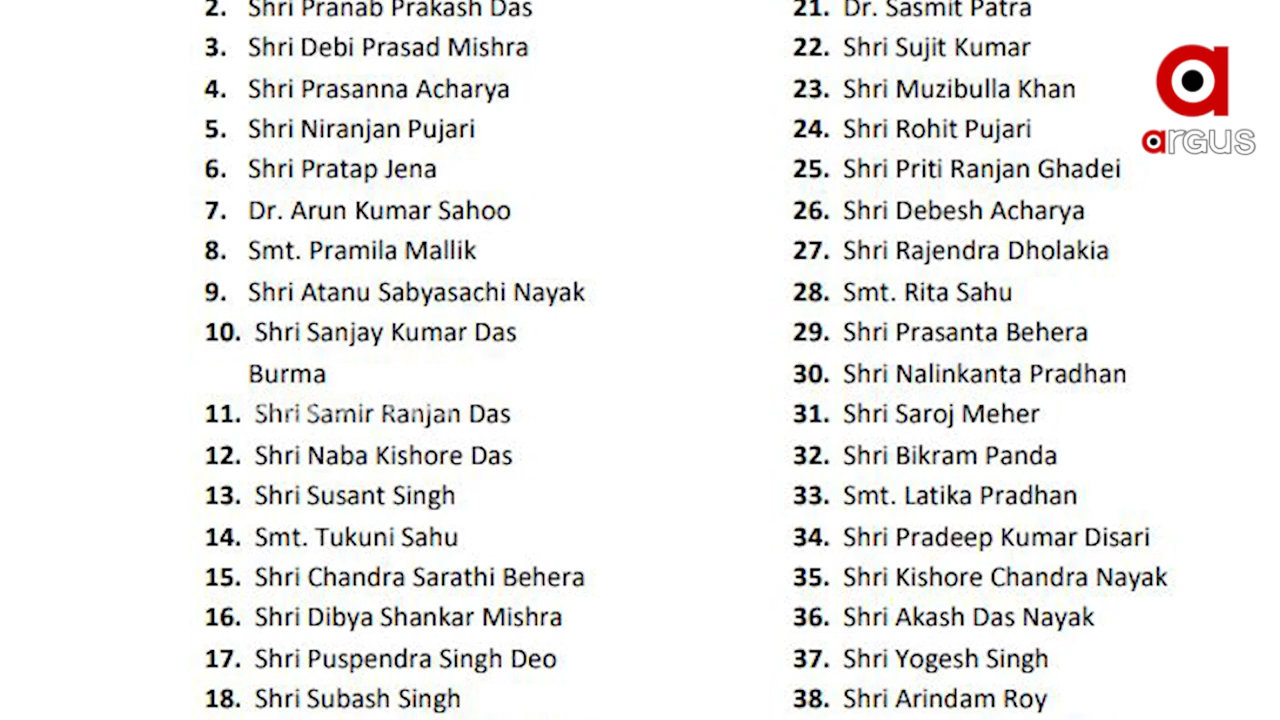 2. Shri Pranab Prakash Das
3. Shri Debi Prasad Mishra
4. Shri Prasanna Acharya
5. Shri Niranjan Pujari
6. Shri Pratap Jena
7. Dr. Arun Kumar Sahoo
8. Smt. Pramila Mallik
9. Shri Atanu Sabyasachi Nayak
10. Shri Sanjay Kumar Das
Burma
11. Shri Samir Ranjan Das
12. Shri Naba Kishore Das
13. Shri Susant Singh
14. Smt. Tukuni Sahu
15. Shri Chandra Sarathi Behera
16. Shri Dibya Shankar Mishra
17. Shri Puspendra Singh Deo
18. Shri Subash Singh
21. Dr. Sasmit Patra
22. Shri Sujit Kumar
23. Shri Muzibulla Khan
24. Shri Rohit Pujari
25. Shri Priti Ranjan Ghadei
26. Shri Debesh Acharya
27. Shri Rajendra Dholakia
28. Smt. Rita Sahu
29. Shri Prasanta Behera
30. Shri Nalinkanta Pradhan
31. Shri Saroj Meher
32. Shri Bikram Panda
33. Smt. Latika Pradhan
34. Shri Pradeep Kumar Disari
35. Shri Kishore Chandra Nayak
36. Shri Akash Das Nayak
37. Shri Yogesh Singh
38. Shri Arindam Roy
a
argus